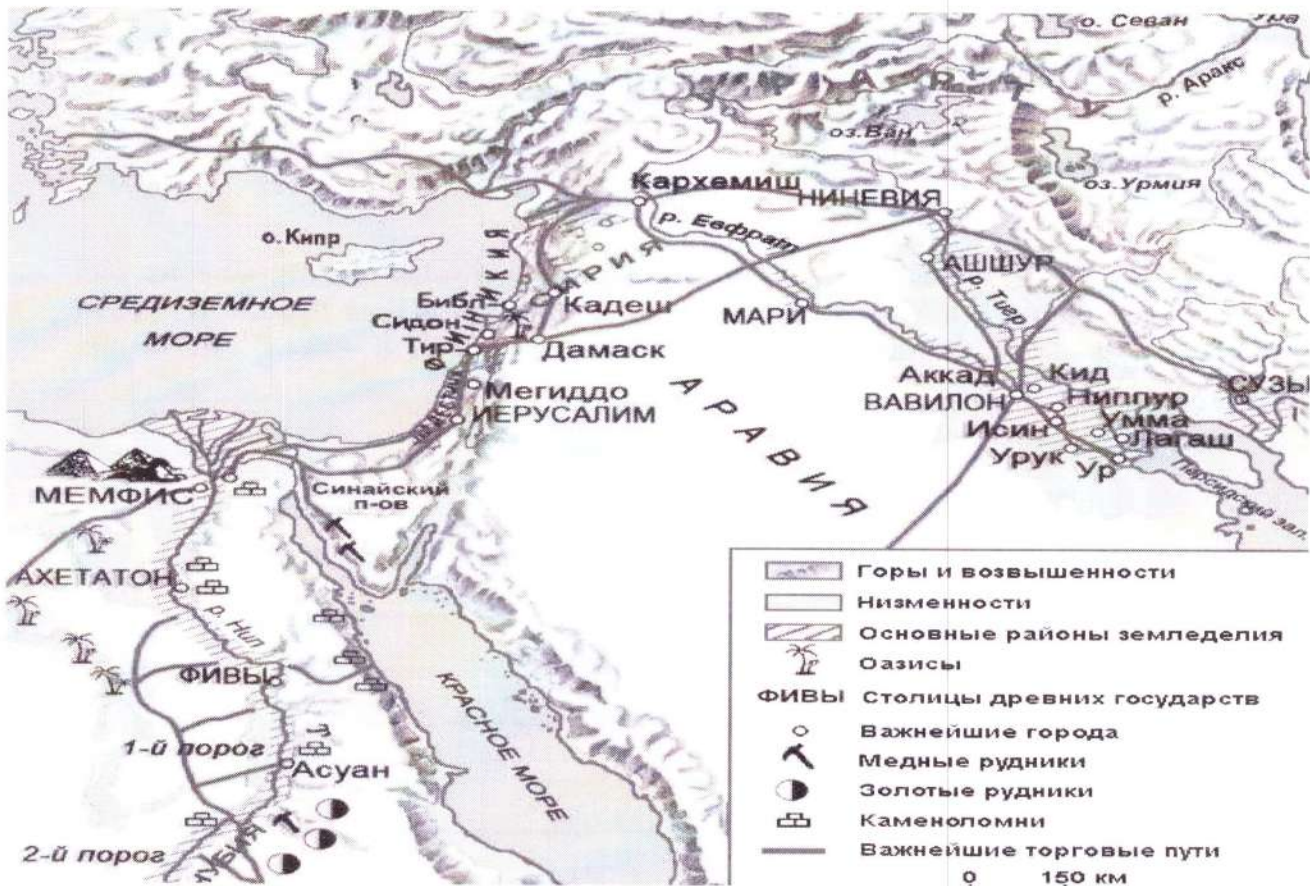 о. Севан
Ура
р. Аракс
А Р Т
оз.Ван
оз.Урмия
Кархемиш
НИНЕВИЯ
р. Евфрат
о.Кипр
АШШУР
р. Тигр
СИРИЯ
Библ
Кадеш
МАРИ
СРЕДИЗЕМНОЕ
МОРЕ
Сидон
Тир
Дамаск
Аккад
Кид
СУЗЫ
Мегиддо
ВАВИЛОН
Ниппур
ИЕРУСАЛИМ
АРАВИЯ
Исин
Умма
Лагаш
Урук
Ур
Персидский зал.
МЕМФИС
Синайский
п-ов
АХЕТАТОН
р. Нил
ФИВЫ
КРАСНОЕ МОРЕ
1-й порог
Асуан
2-й порог
Горы и возвышенности
Низменности
Основные районы земледелия
Оазисы
ФИВЫ Столицы древних государств
Важнейшие города
Медные рудники
Золотые рудники
Каменоломни
Важнейшие торговые пути
0 150 км